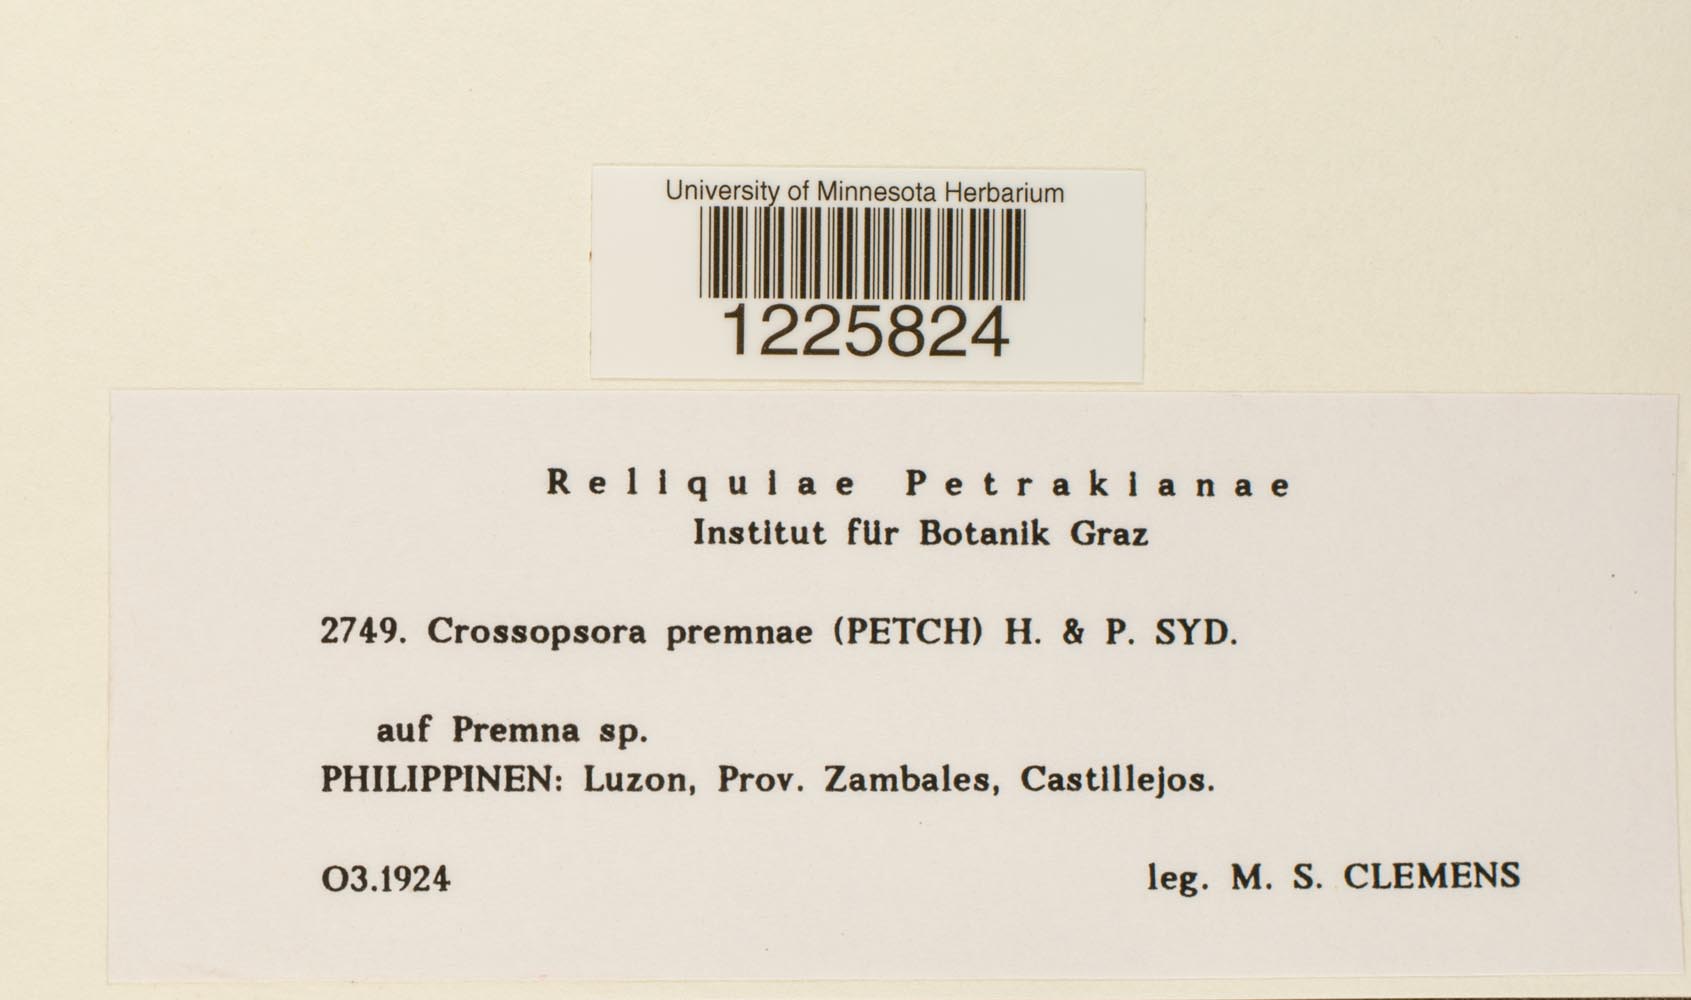 University of Minnesota Herbarium
1225824
Reliquiae Petrakianae
Institut für Botanik Graz
2749. Crossopsora premnae (PETCH) H. & P. SYD.
auf Premna sp.
PHILIPPINEN: Luzon, Prov. Zambales, Castillejos.
03.1924
leg. M. S. CLEMENS